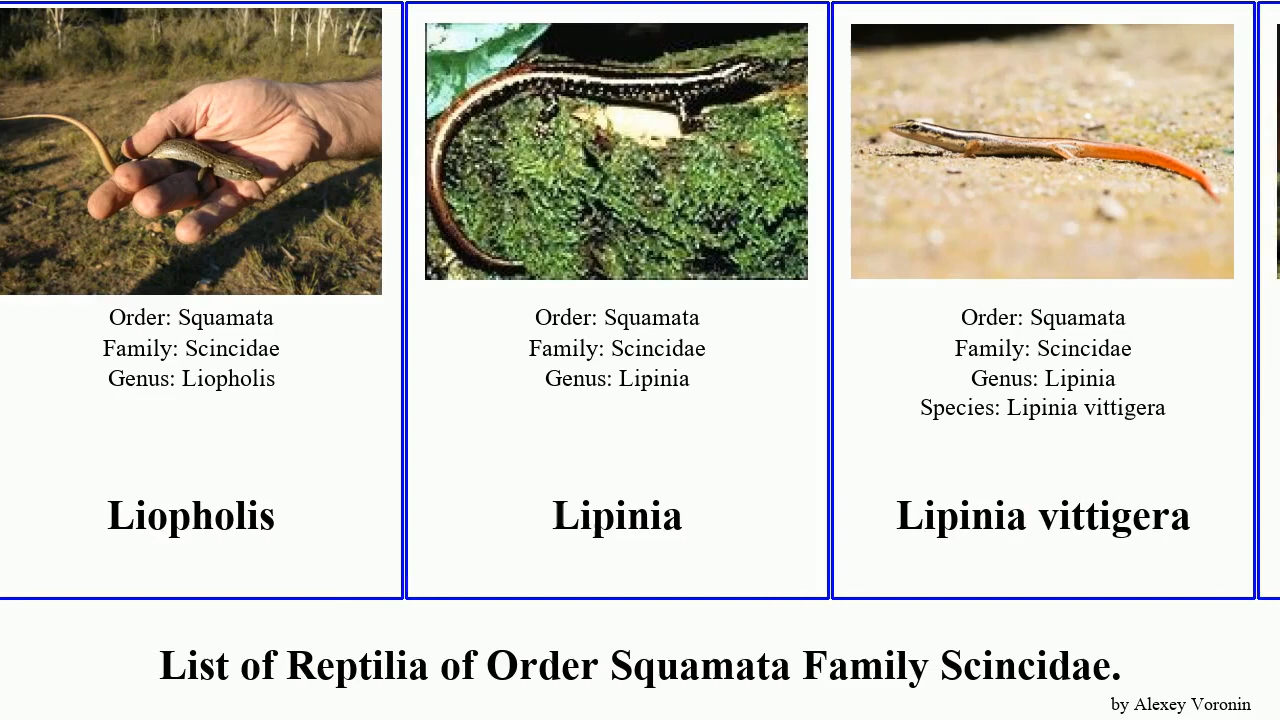 Order: Squamata
Family: Scincidae
Genus: Liopholis
Liopholis
Order: Squamata
Family: Scincidae
Genus: Lipinia
Lipinia
Order: Squamata
Family: Scincidae
Genus: Lipinia
Species: Lipinia vittigera
Lipinia vittigera
List of Reptilia of Order Squamata Family Scincidae.
by Alexey Voronin